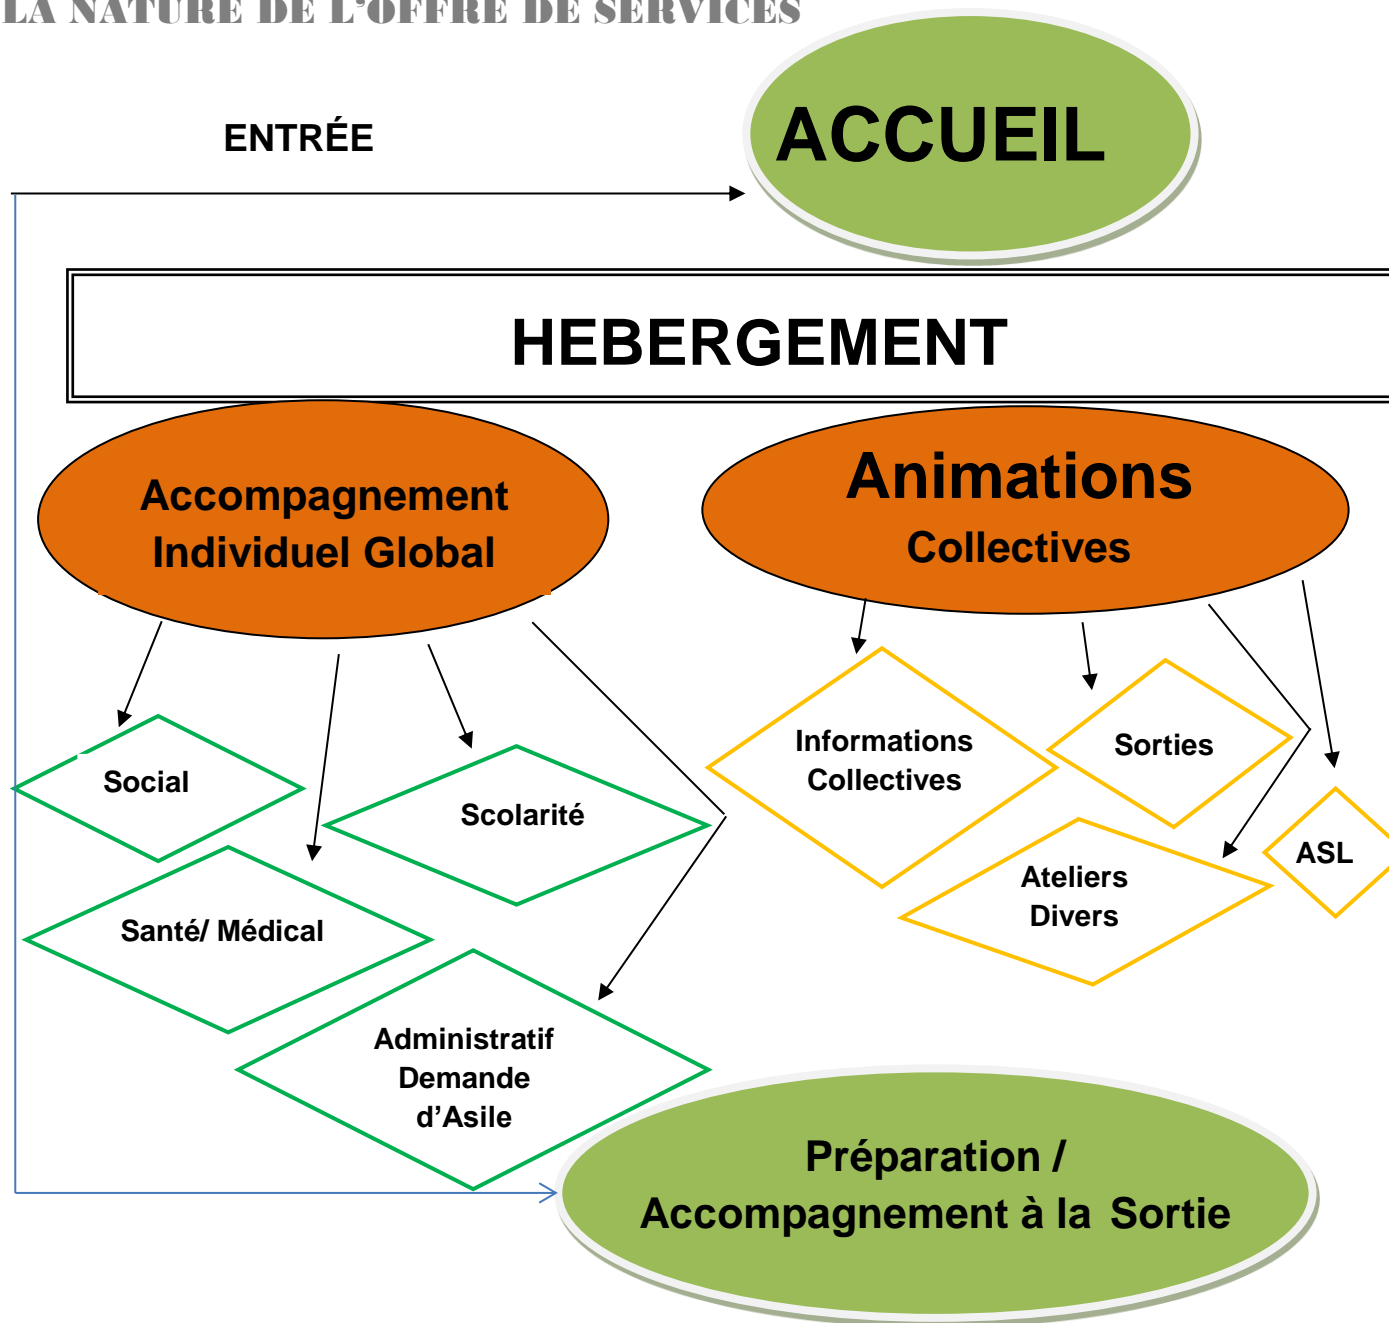 LA NATURE DE L'OFFRE DE SERVICES
ENTRÉE
ACCUEIL
HEBERGEMENT
Accompagnement
Individuel Global
Animations
Collectives
Social
Scolarité
Santé/ Médical
Administratif
Demande
d’Asile
Informations
Collectives
Sorties
Ateliers
Divers
ASL
Préparation /
Accompagnement à la Sortie